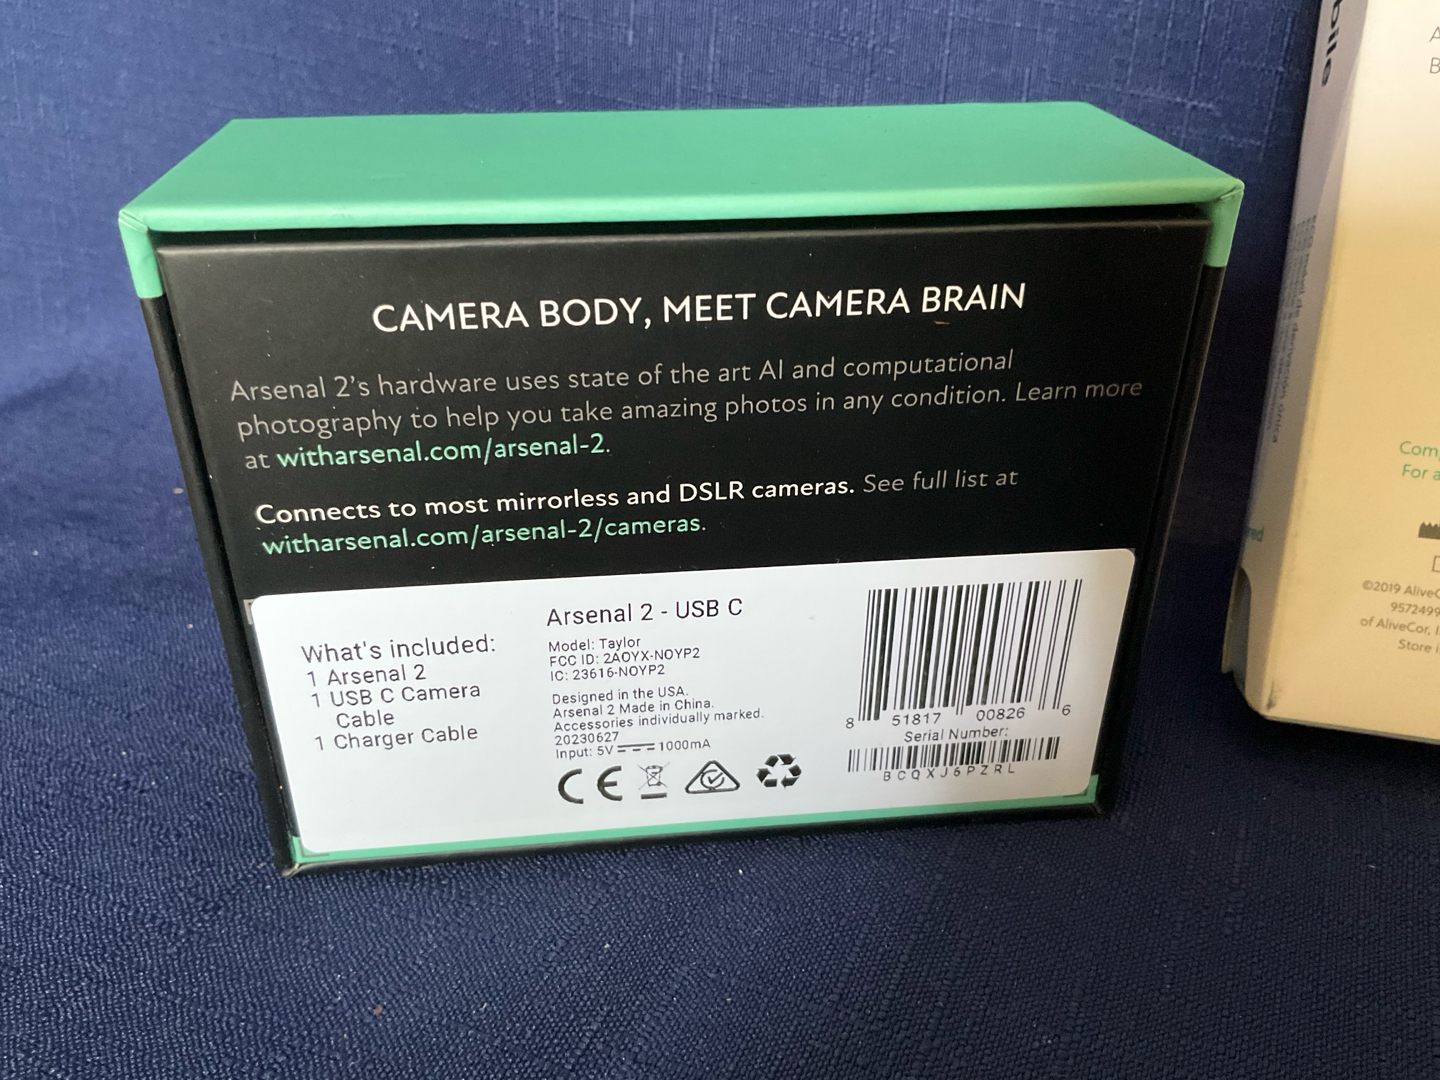 CAMERA BODY, MEET CAMERA BRAIN
Arsenal 2's hardware uses state of the art AI and computational
photography to help you take amazing photos in any condition. Learn more
at witharsenal.com/arsenal-2.
Connects to most mirrorless and DSLR cameras. See full list at
witharsenal.com/arsenal-2/cameras.
What's included:
1 Arsenal 2
1 USB C Camera
Cable
1 Charger Cable
Arsenal 2 - USB C
Model: Taylor
FCC ID: 2AOYX-NOYP2
IC: 23616-NOYP2
Designed in the USA.
Arsenal 2 Made in China.
Accessories individually marked.
20230627
Input: 5V 1000mA
CE
8 51817 00826 6
Serial Number:
BCQXJ6PZRL
For a
©2019 AliveC
9572499
of AliveCor, I
Store i